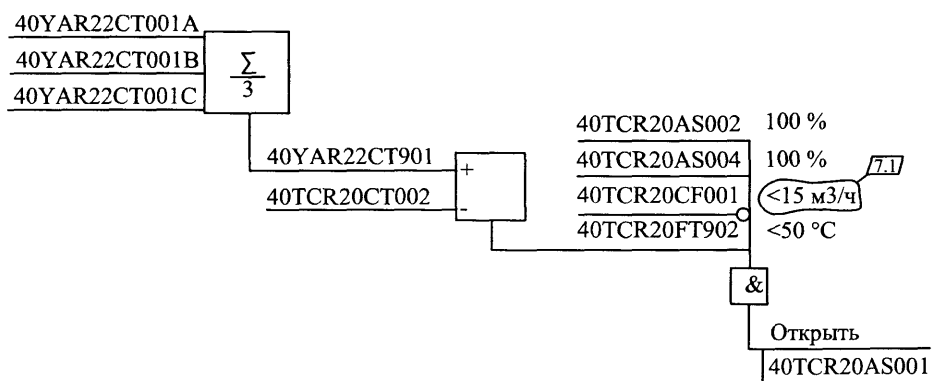 40YAR22CT001A
40YAR22CT001B
40YAR22CT001C
∑
3
40YAR22CT901
40TCR20CT002
+
-
40TCR20AS002 100 %
40TCR20AS004 100 %
7.1
40TCR20CF001 <15 м3/ч
40TCR20FT902 <50 °C
&
Открыть
40TCR20AS001